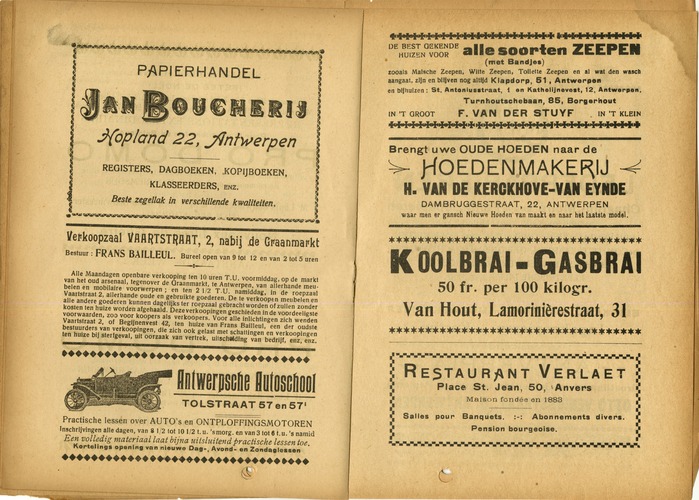 PAPIERHANDEL
JAN BOUCHERIJ
Hopland 22, Antwerpen
REGISTERS, DAGBOEKEN. KOPIJBOEKEN,
KLASSEERDERS, ENZ.
Beste zegellak in verschillende kwaliteiten.
Verkoopzaal VAARTSTRAAT, 2, nabij de Graanmarkt
Bestuur : FRANS BAILLEUL. Bureel open van 9 tot 12 en van 2 tot 5 uren
Alle Maandagen openbare verkooping ten 10 uren T.U. voormiddag, op de markt
van het oud arsenaal, tegenover de Graanmarkt, te Antwerpen, van allerhande meu-
belen en mobilaire voorwerpen ; en ten 2 1/2 T.U. namiddag, in de roepzaal
Vaartstraat 2, allerhande oude en gebruikte goederen. De te verkoopen meubelen en
alle andere goederen kunnen dagelijks ter roepzaal gebracht worden of zullen zonder
kosten ten huize worden afgehaald. Deze verkoopingen geschieden in de voordeeligste
voorwaarden, zoo voor koopers als verkoopers. Voor alle inlichtingen zich wenden
Vaartstraat 2, of Begijnenvest 42, ten huize van Frans Bailleul, een der oudste
bestuurders van verkoopingen, die zich ook gelast met schattingen en verkoopingen
ten huize bij sterfgeval, uit oorzaak van vertrek, uitscheiding van bedrijf, enz, enz.
Antwerpsche Autoschool
TOLSTRAAT 57 en 57¹
Practische lessen over AUTO's en ONTPLOFFINGSMOTOREN
Inschrijvingen alle dagen, van 8 1/2 tot 10 1/2 t. u. 'smorg. en van 3 tot 6 t. u. 's namid
Een volledig materiaal laat bijna uitsluitend practische lessen toe.
Kortelings opening van nieuwe Dag-, Avond- en Zondaglessen
DE BEST GEKENDE HUIZEN VOOR alle soorten ZEEPEN
(met Bandjes)
zooals Malsche Zeepen, Witte Zeepen, Toilette Zeepen en al wat den wasch
aangaat, zijn en blijven nog altijd Klapdorp, 51, Antwerpen
en bijhuizen : St. Antoniusstraat, 1 en Kathelijnevest, 12, Antwerpen.
Turnhoutschebaan, 85, Borgerhout
IN 'T GROOT F. VAN DER STUYF IN 'T KLEIN
Brengt uwe OUDE HOEDEN naar de
HOEDENMAKERIJ
H. VAN DE KERCKHOVE-VAN EYNDE
DAMBRUGGESTRAAT, 22, ANTWERPEN
waar men er gansch Nieuwe Hoeden van maakt en naar het laatste model.
KOOLBRAI - GASBRAI
50 fr. per 100 kilogr.
Van Hout, Lamorinièrestraat, 31
RESTAURANT VERLAET
Place St. Jean, 50, Anvers
Maison fondée en 1883
Salles pour Banquets. :-: Abonnements divers.
Pension bourgeoise.